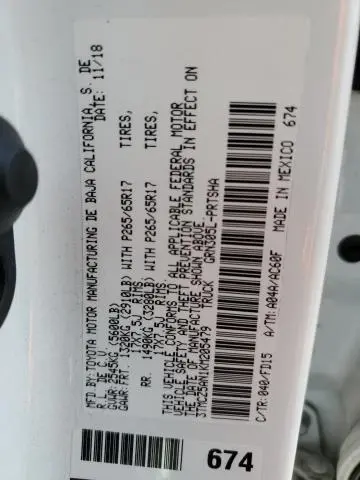 MFD.BY:TOYOTA MOTOR MANUFACTURING DE BAJA CALIFORNIA, S. DE
R.L. DE C.V. DATE: 11/18
GVWR:2545KG(5600LB)
GAWR:FRT. 1320KG (2910LB) WITH P265/65R17 TIRES,
17X7.5J RIMS,
RR. 1490KG (3280LB) WITH P265/65R17 TIRES,
17X7.5J RIMS,
THIS VEHICLE CONFORMS TO ALL APPLICABLE FEDERAL MOTOR
VEHICLE SAFETY AND THEFT PREVENTION STANDARDS IN EFFECT ON
THE DATE OF MANUFACTURE SHOWN ABOVE.
3TMCZ5AN1KM205479 TRUCK GRN305L-PRTSHA
C/TR:040/FD15 A/TM:A04A/AC60F MADE IN MEXICO 674
674